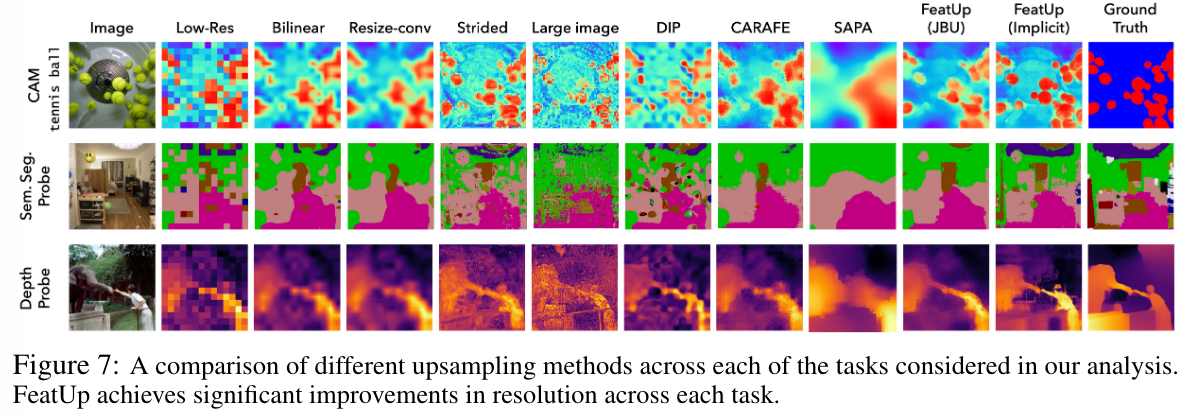 Image Low-Res Bilinear Resize-conv Strided Large image DIP CARAFE SAPA FeatUp (JBU) FeatUp (Implicit) Ground Truth
CAM
tennis ball
Sem. Seg.
Probe
Depth
Probe
Figure 7: A comparison of different upsampling methods across each of the tasks considered in our analysis.
FeatUp achieves significant improvements in resolution across each task.